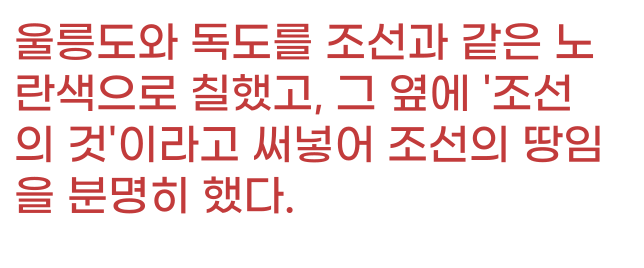 울릉도와 독도를 조선과 같은 노
란색으로 칠했고, 그 옆에 '조선
의 것'이라고 써넣어 조선의 땅임
을 분명히 했다.